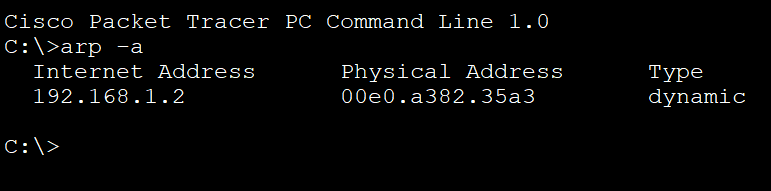 Cisco Packet Tracer PC Command Line 1.0
C:\>arp -a
Internet Address Physical Address Type
192.168.1.2 00e0.a382.35a3 dynamic
C:\>